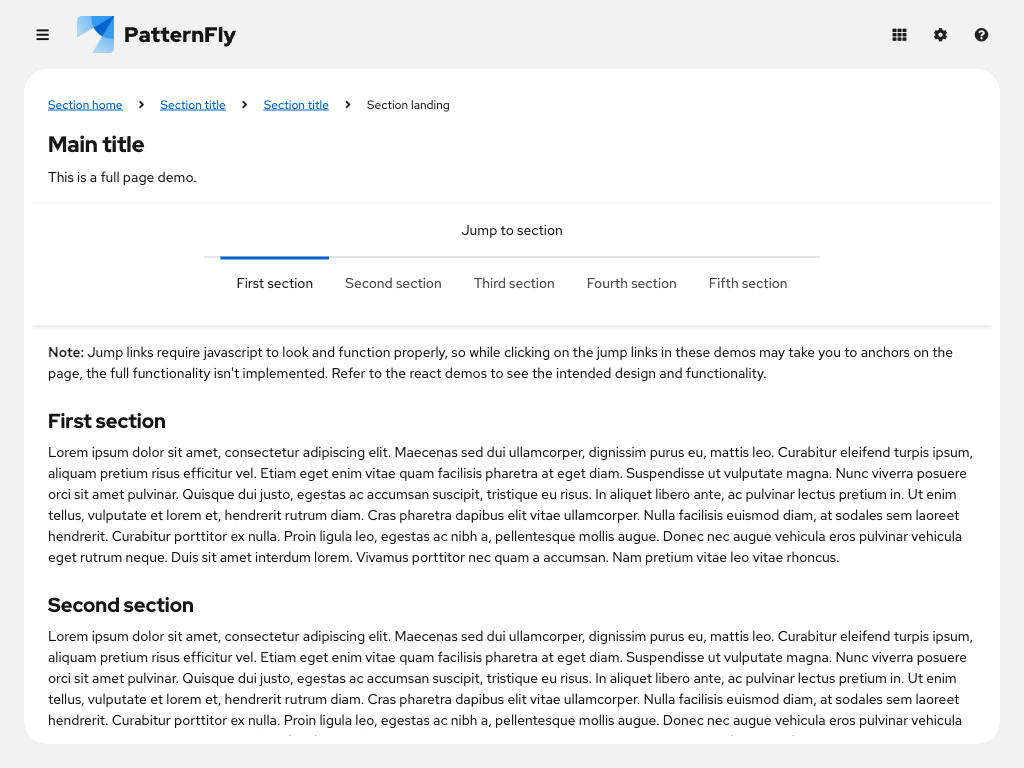 PatternFly
Section home Section title Section title Section landing
Main title
This is a full page demo.
Jump to section
First section Second section Third section Fourth section Fifth section
Note: Jump links require javascript to look and function properly, so while clicking on the jump links in these demos may take you to anchors on the
page, the full functionality isn't implemented. Refer to the react demos to see the intended design and functionality.
First section
Lorem ipsum dolor sit amet, consectetur adipiscing elit. Maecenas sed dui ullamcorper, dignissim purus eu, mattis leo. Curabitur eleifend turpis ipsum,
aliquam pretium risus efficitur vel. Etiam eget enim vitae quam facilisis pharetra at eget diam. Suspendisse ut vulputate magna. Nunc viverra posuere
orci sit amet pulvinar. Quisque dui justo, egestas ac accumsan suscipit, tristique eu risus. In aliquet libero ante, ac pulvinar lectus pretium in. Ut enim
tellus, vulputate et lorem et, hendrerit rutrum diam. Cras pharetra dapibus elit vitae ullamcorper. Nulla facilisis euismod diam, at sodales sem laoreet
hendrerit. Curabitur porttitor ex nulla. Proin ligula leo, egestas ac nibh a, pellentesque mollis augue. Donec nec augue vehicula eros pulvinar vehicula
eget rutrum neque. Duis sit amet interdum lorem. Vivamus porttitor nec quam a accumsan. Nam pretium vitae leo vitae rhoncus.
Second section
Lorem ipsum dolor sit amet, consectetur adipiscing elit. Maecenas sed dui ullamcorper, dignissim purus eu, mattis leo. Curabitur eleifend turpis ipsum,
aliquam pretium risus efficitur vel. Etiam eget enim vitae quam facilisis pharetra at eget diam. Suspendisse ut vulputate magna. Nunc viverra posuere
orci sit amet pulvinar. Quisque dui justo, egestas ac accumsan suscipit, tristique eu risus. In aliquet libero ante, ac pulvinar lectus pretium in. Ut enim
tellus, vulputate et lorem et, hendrerit rutrum diam. Cras pharetra dapibus elit vitae ullamcorper. Nulla facilisis euismod diam, at sodales sem laoreet
hendrerit. Curabitur porttitor ex nulla. Proin ligula leo, egestas ac nibh a, pellentesque mollis augue. Donec nec augue vehicula eros pulvinar vehicula